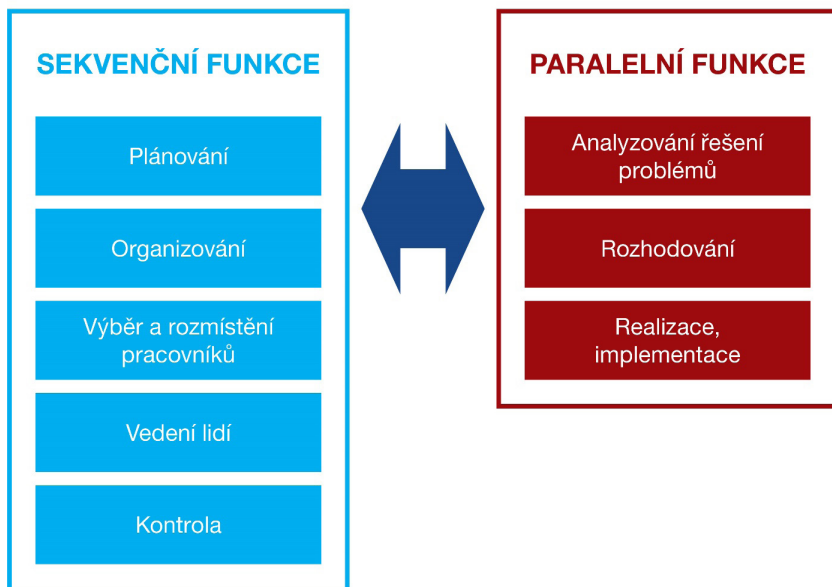 SEKVENČNÍ FUNKCE
Plánování
Organizování
Výběr a rozmístění
pracovníků
Vedení lidí
Kontrola
PARALELNÍ FUNKCE
Analyzování řešení
problémů
Rozhodování
Realizace,
implementace